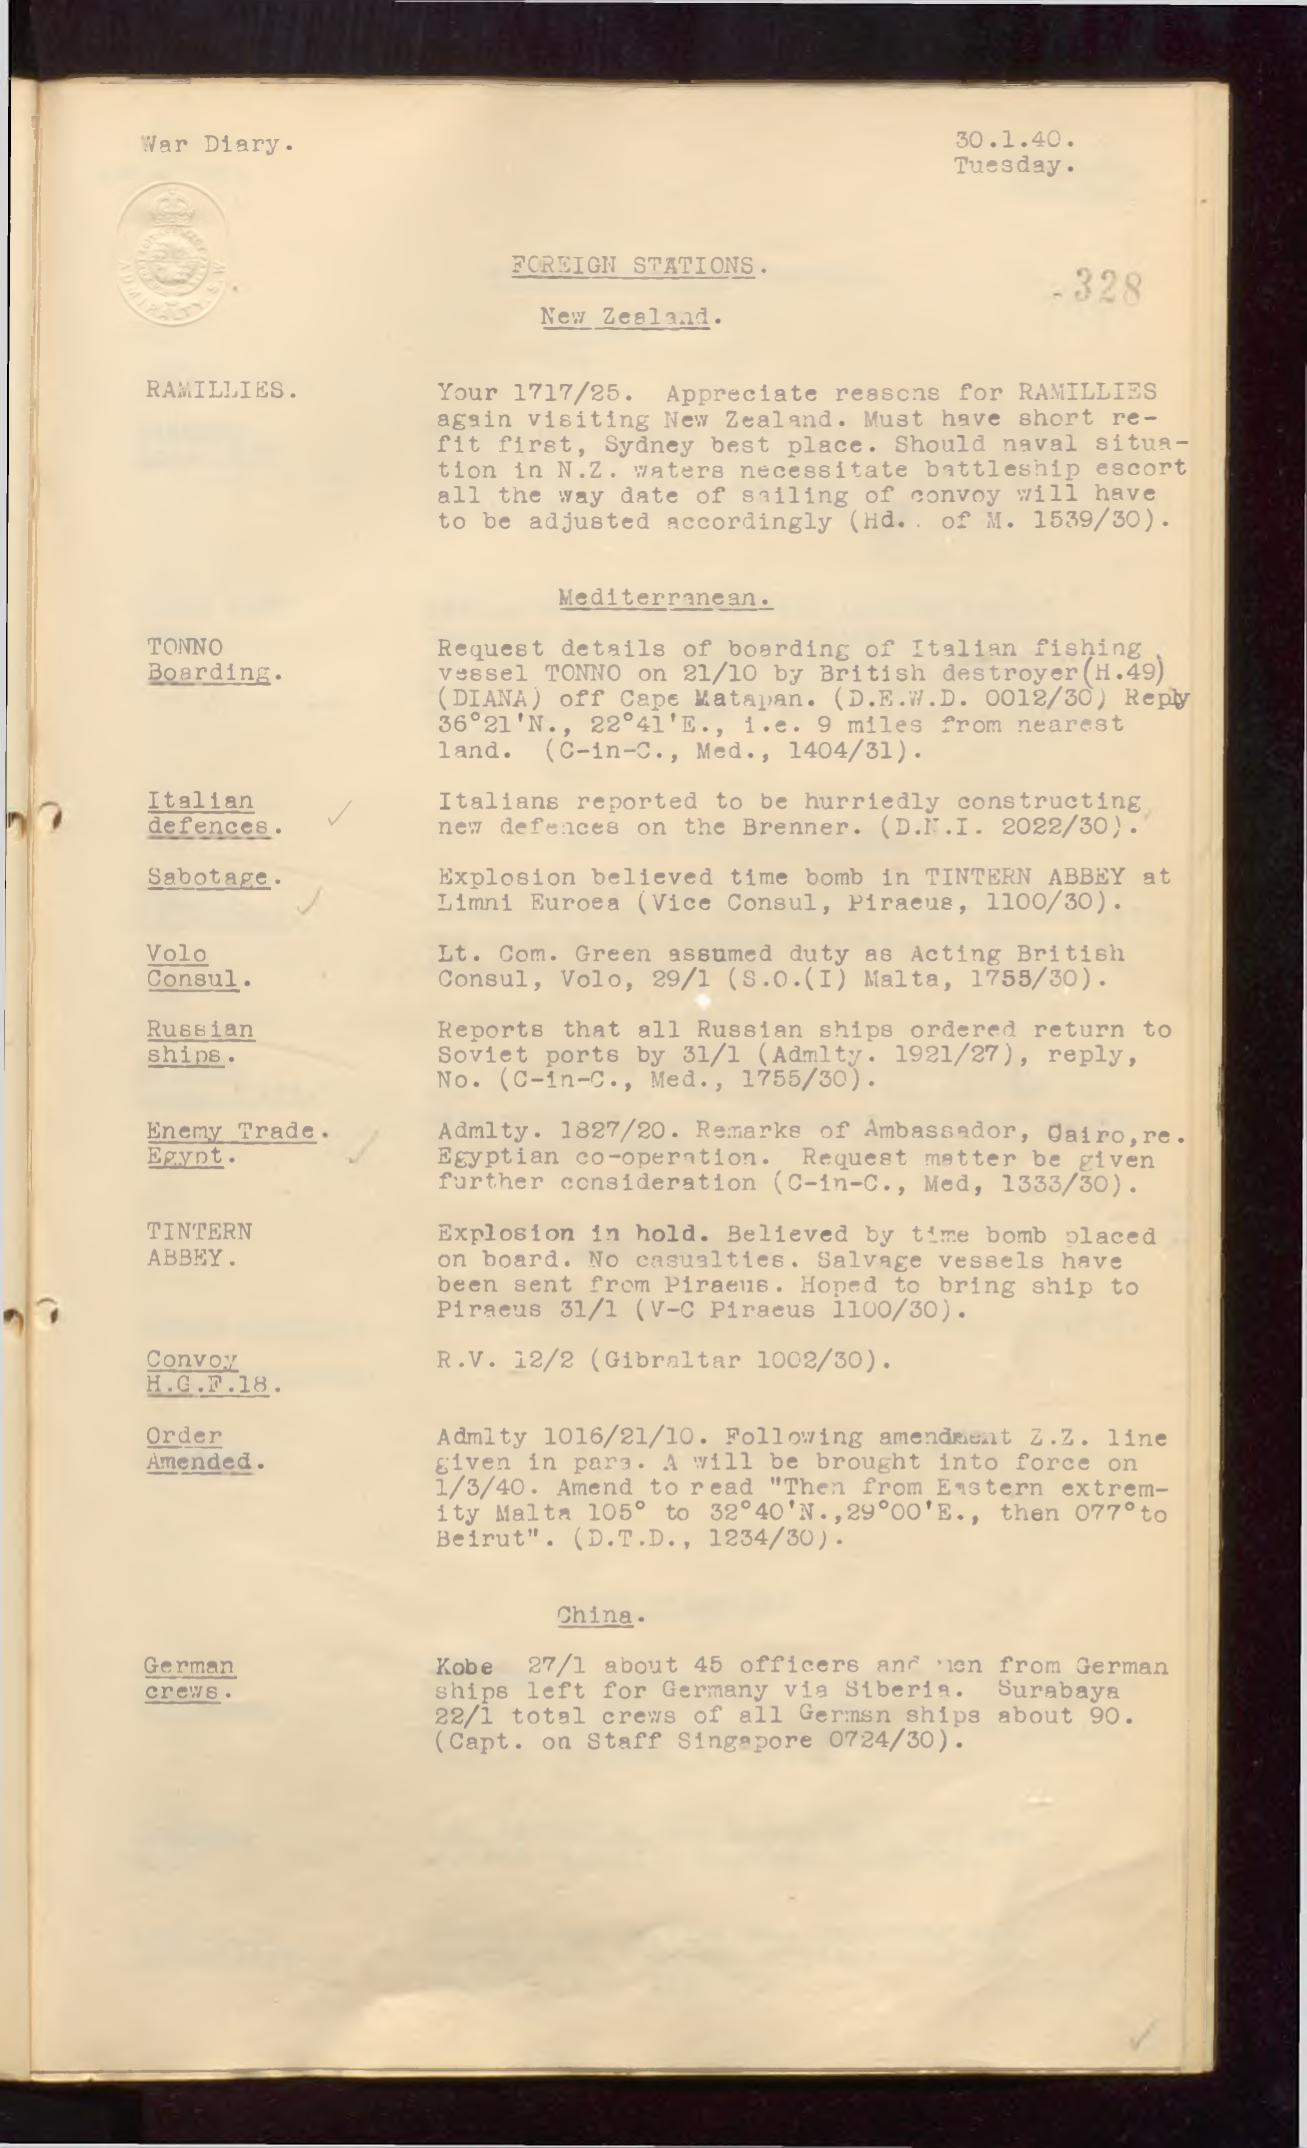 War Diary.
30.1.40.
Tuesday.
ADMIRALTY. S.W
FOREIGN STATIONS.
328
New Zealand.
RAMILLIES.
Your 1717/25. Appreciate reasons for RAMILLIES
again visiting New Zealand. Must have short re-
fit first, Sydney best place. Should naval situa-
tion in N.Z. waters necessitate battleship escort
all the way date of sailing of convoy will have
to be adjusted accordingly (Hd.. of M. 1539/30).
Mediterranean.
TONNO
Boarding.
Request details of boarding of Italian fishing
vessel TONNO on 21/10 by British destroyer(H.49)
(DIANA) off Cape Matapan. (D.E.W.D. 0012/30) Reply
36°21'N., 22°41'E., i.e. 9 miles from nearest
land. (C-in-C., Med., 1404/31).
Italian
defences.
Italians reported to be hurriedly constructing
new defences on the Brenner. (D.N.I. 2022/30).
Sabotage.
Explosion believed time bomb in TINTERN ABBEY at
Limni Euroea (Vice Consul, Piraeus, 1100/30).
Volo
Consul.
Lt. Com. Green assumed duty as Acting British
Consul, Volo, 29/1 (S.O.(I) Malta, 1755/30).
Russian
ships.
Reports that all Russian ships ordered return to
Soviet ports by 31/1 (Admlty. 1921/27), reply,
No. (C-in-C., Med., 1755/30).
Enemy Trade.
Egypt.
Admlty. 1827/20. Remarks of Ambassador, Cairo,re.
Egyptian co-operation. Request matter be given
further consideration (C-in-C., Med, 1333/30).
TINTERN
ABBEY.
Explosion in hold. Believed by time bomb placed
on board. No casualties. Salvage vessels have
been sent from Piraeus. Hoped to bring ship to
Piraeus 31/1 (V-C Piraeus 1100/30).
Convoy
H.G.F.18.
R.V. 12/2 (Gibraltar 1002/30).
Order
Amended.
Admlty 1016/21/10. Following amendment Z.Z. line
given in para. A will be brought into force on
1/3/40. Amend to read "Then from Eastern extrem-
ity Malta 105° to 32°40'N.,29°00'E., then 077°to
Beirut". (D.T.D., 1234/30).
China.
German
crews.
Kobe 27/1 about 45 officers and men from German
ships left for Germany via Siberia. Surabaya
22/1 total crews of all German ships about 90.
(Capt. on Staff Singapore 0724/30).